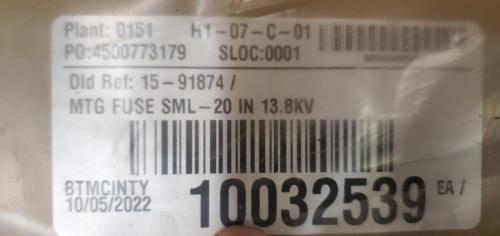 Plant: 0151 H1-07-C-01
PO:4500773179 SLOC:0001
Old Ref: 15-91874 /
MTG FUSE SML-20 IN 13.8KV
BTMCINTY
10/05/2022
10032539 EA /